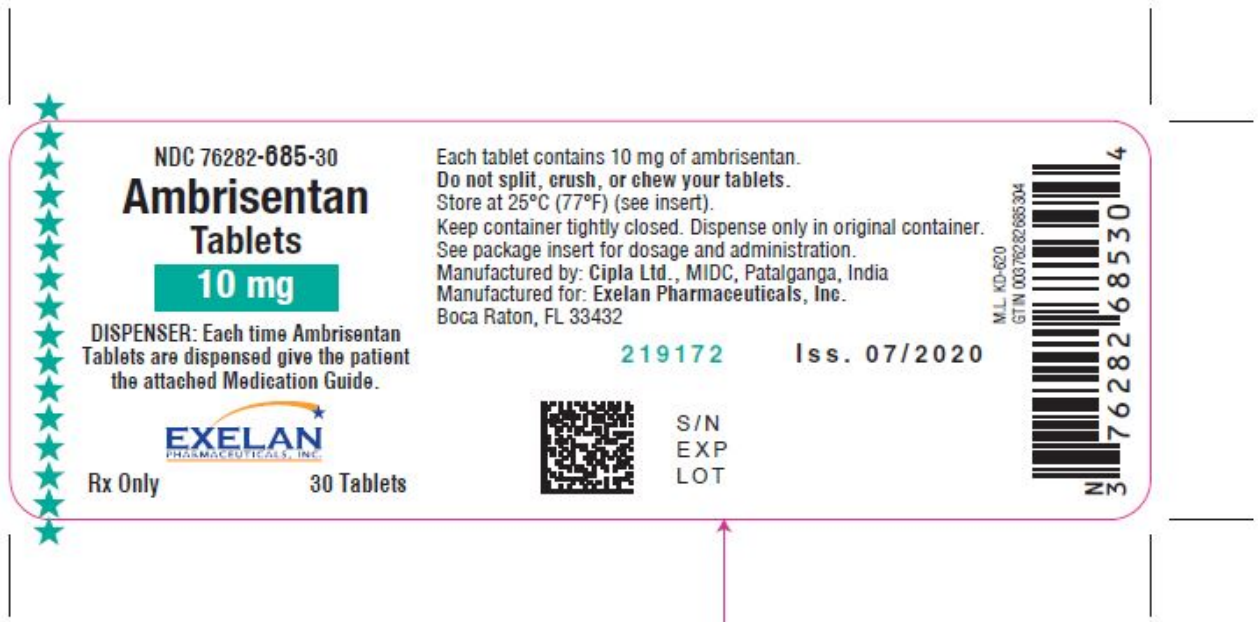 NDC 76282-685-30
Ambrisentan
Tablets
10 mg
DISPENSER: Each time Ambrisentan
Tablets are dispensed give the patient
the attached Medication Guide.
EXELAN
PHARMACEUTICALS, INC.
Rx Only
30 Tablets
Each tablet contains 10 mg of ambrisentan.
Do not split, crush, or chew your tablets.
Store at 25°C (77°F) (see insert).
Keep container tightly closed. Dispense only in original container.
See package insert for dosage and administration.
Manufactured by: Cipla Ltd., MIDC, Patalganga, India
Manufactured for: Exelan Pharmaceuticals, Inc.
Boca Raton, FL 33432
219172
Iss. 07/2020
S/N
EXP
LOT
M.L. KD-620
GTIN 00376282685304
N
3 76282 68530 4